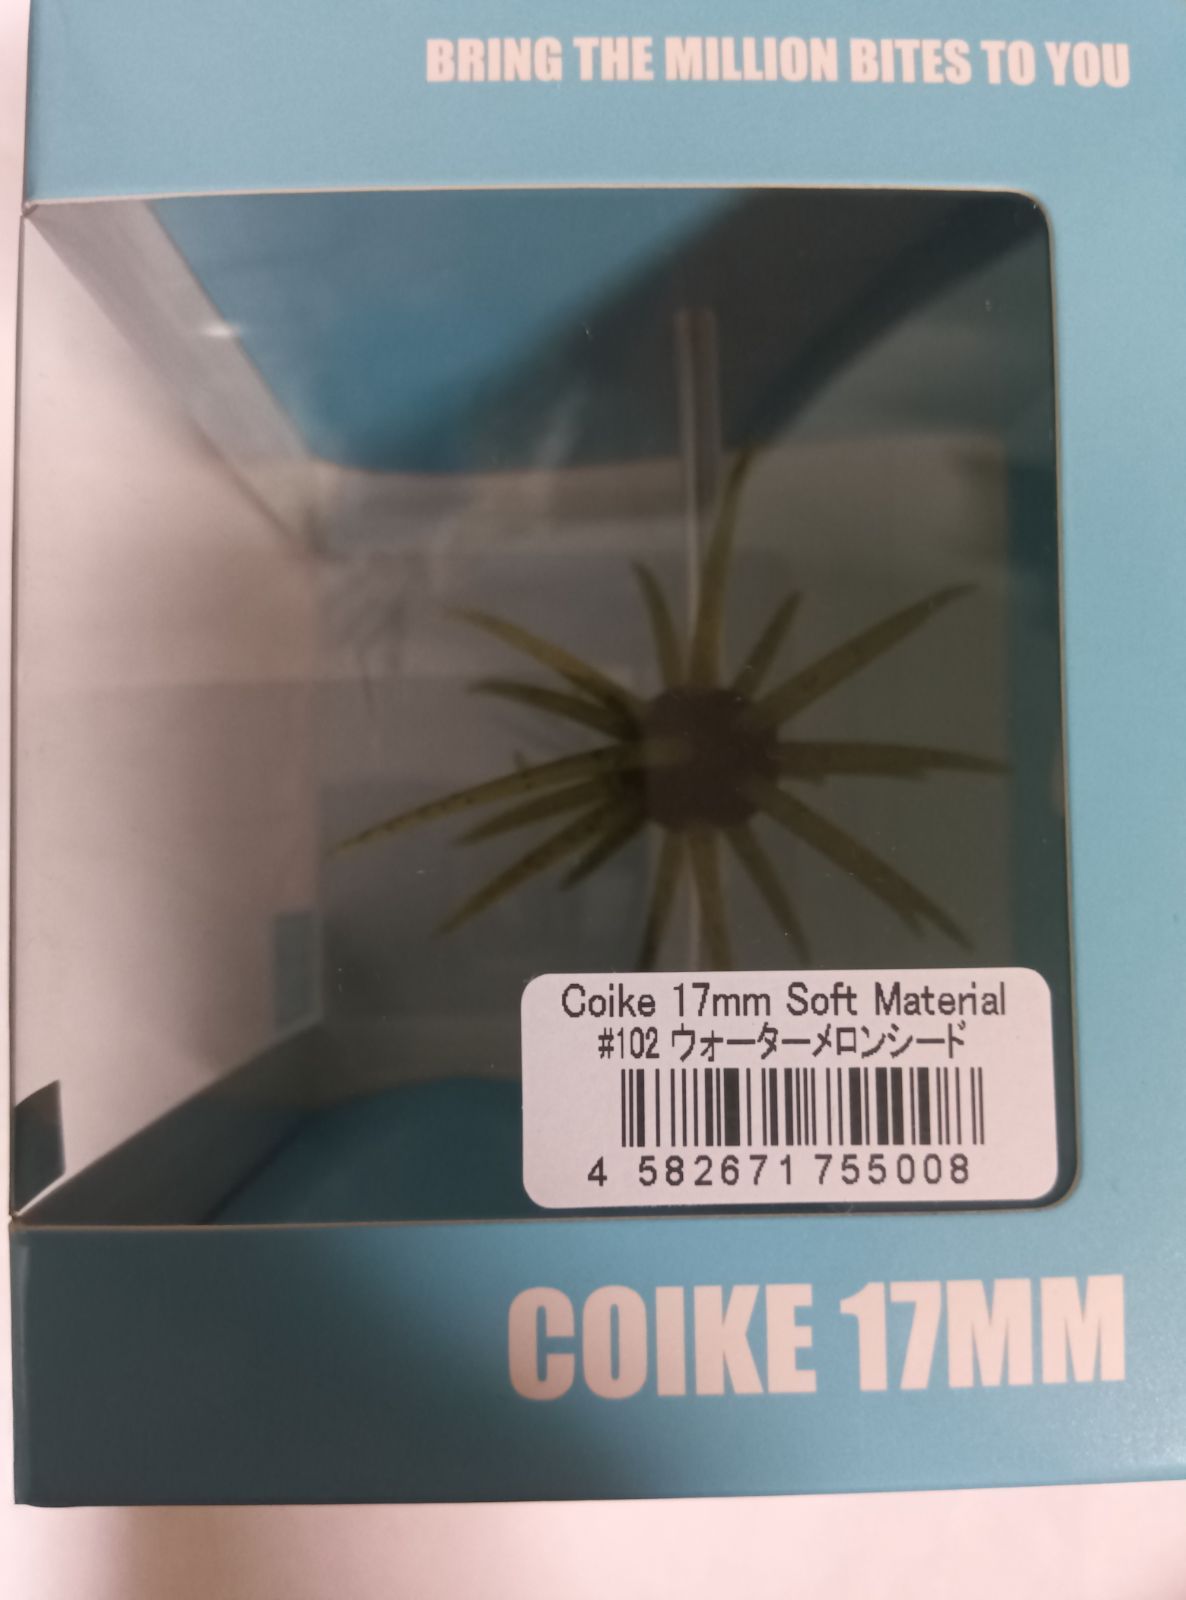 BRING THE MILLION BITES TO YOU
Coike 17mm Soft Material
#102 ウォーターメロンシード
4 582671 755008
COIKE 17MM